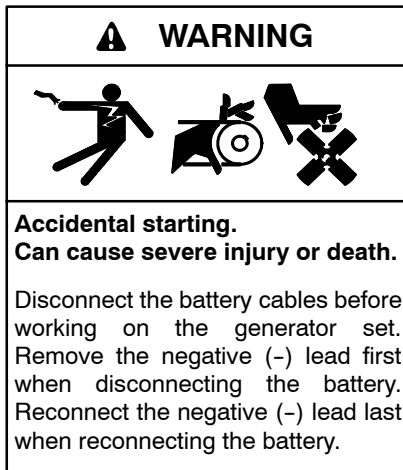 WARNING
Accidental starting.
Can cause severe injury or death.
Disconnect the battery cables before
working on the generator set.
Remove the negative (–) lead first
when disconnecting the battery.
Reconnect the negative (–) lead last
when reconnecting the battery.